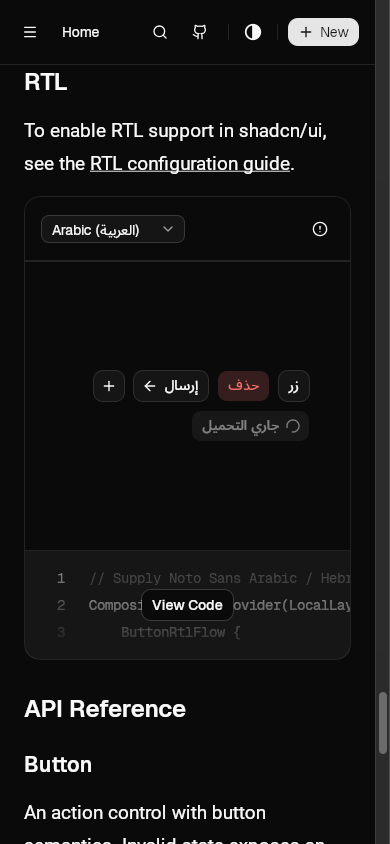 Home
New
RTL
To enable RTL support in shadcn/ui,
see the RTL configuration guide.
Arabic (العربية)
زر حذف إرسال
جاري التحميل
1 // Supply Noto Sans Arabic / Hebr
2 Composi ovider(LocalLay
View Code
3 ButtonRtlFlow {
API Reference
Button
An action control with button